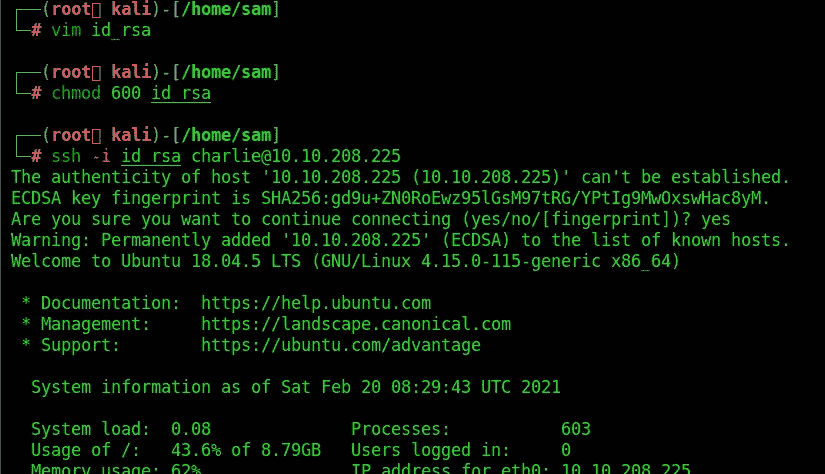 ┌──(root💀kali)-[/home/sam]
└─# vim id_rsa
┌──(root💀kali)-[/home/sam]
└─# chmod 600 id_rsa
┌──(root💀kali)-[/home/sam]
└─# ssh -i id_rsa charlie@10.10.208.225
The authenticity of host '10.10.208.225 (10.10.208.225)' can't be established.
ECDSA key fingerprint is SHA256:gd9u+ZN0RoEwz95lGsM97tRG/YPtIg9MwOxswHac8yM.
Are you sure you want to continue connecting (yes/no/[fingerprint])? yes
Warning: Permanently added '10.10.208.225' (ECDSA) to the list of known hosts.
Welcome to Ubuntu 18.04.5 LTS (GNU/Linux 4.15.0-115-generic x86_64)
* Documentation:  https://help.ubuntu.com
* Management:     https://landscape.canonical.com
* Support:        https://ubuntu.com/advantage
System information as of Sat Feb 20 08:29:43 UTC 2021
System load:  0.08              Processes:            603
Usage of /:   43.6% of 8.79GB   Users logged in:      0
Memory usage: 62%               IP address for eth0: 10.10.208.225